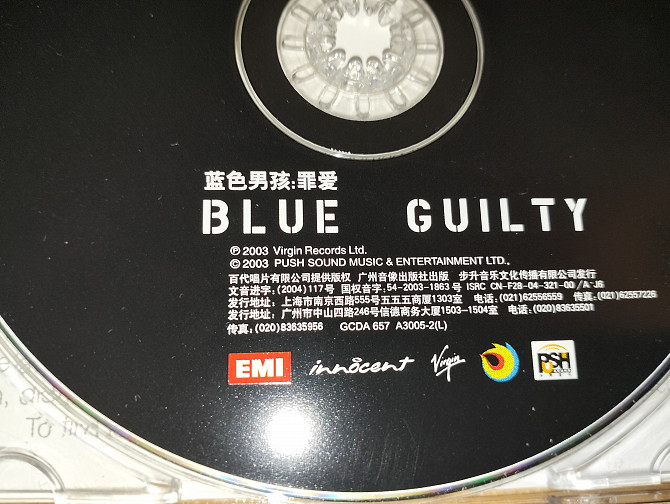 蓝色男孩:罪爱
BLUE GUILTY
℗ 2003 Virgin Records Ltd.
© 2003 PUSH SOUND MUSIC & ENTERTAINMENT LTD.,
百代唱片有限公司提供版权 广州音像出版社出版 步升音乐文化传播有限公司发行
文音进字:(2004)117号 国权音字:54-2003-1863 号 ISRC CN-F28-04-321-00 /A·J6
发行地址: 上海市南京西路555号五五五商厦1303室 电话:(021)62556559 传真:(021)62557226
发行地址: 广州市中山四路246号信德商务大厦1503-1504室 电话:(020)83635501
传真:(020)83635956 GCDA 657 A3005-2(L)
EMI innocent Virgin PUSH
To fin